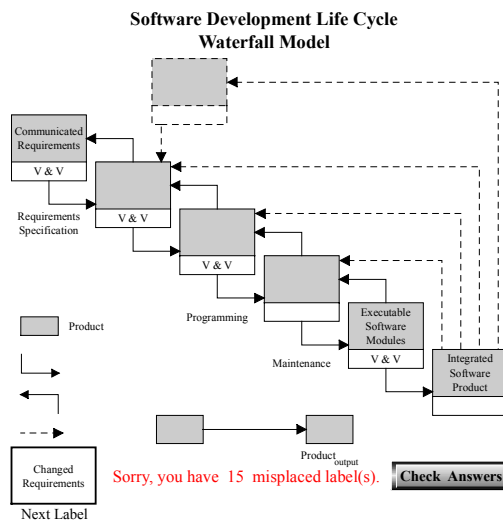 Software Development Life Cycle
Waterfall Model
Communicated
Requirements
V & V
Requirements
Specification
V & V
V & V
Programming
Executable
Software
Modules
Product
Maintenance
V & V
Integrated
Software
Product
Product
output
Changed
Requirements
Sorry, you have 15 misplaced label(s).
Check Answers
Next Label